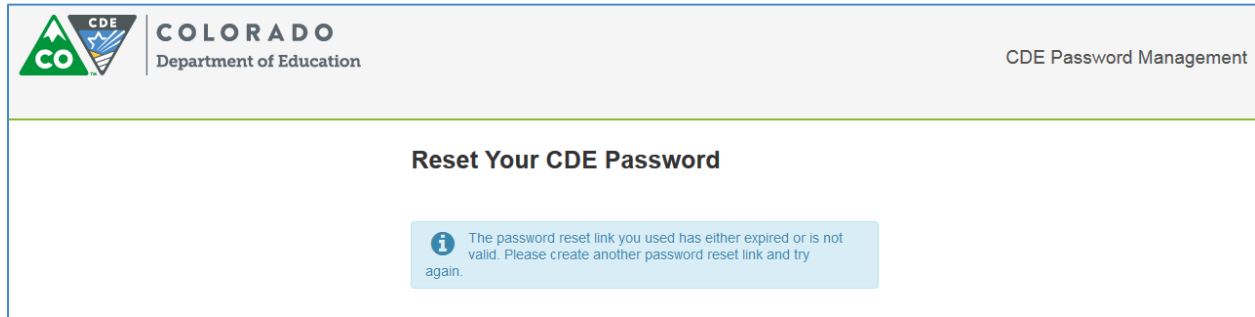 CDE
CO
TM
COLORADO
Department of Education
CDE Password Management
Reset Your CDE Password
The password reset link you used has either expired or is not
valid. Please create another password reset link and try
again.